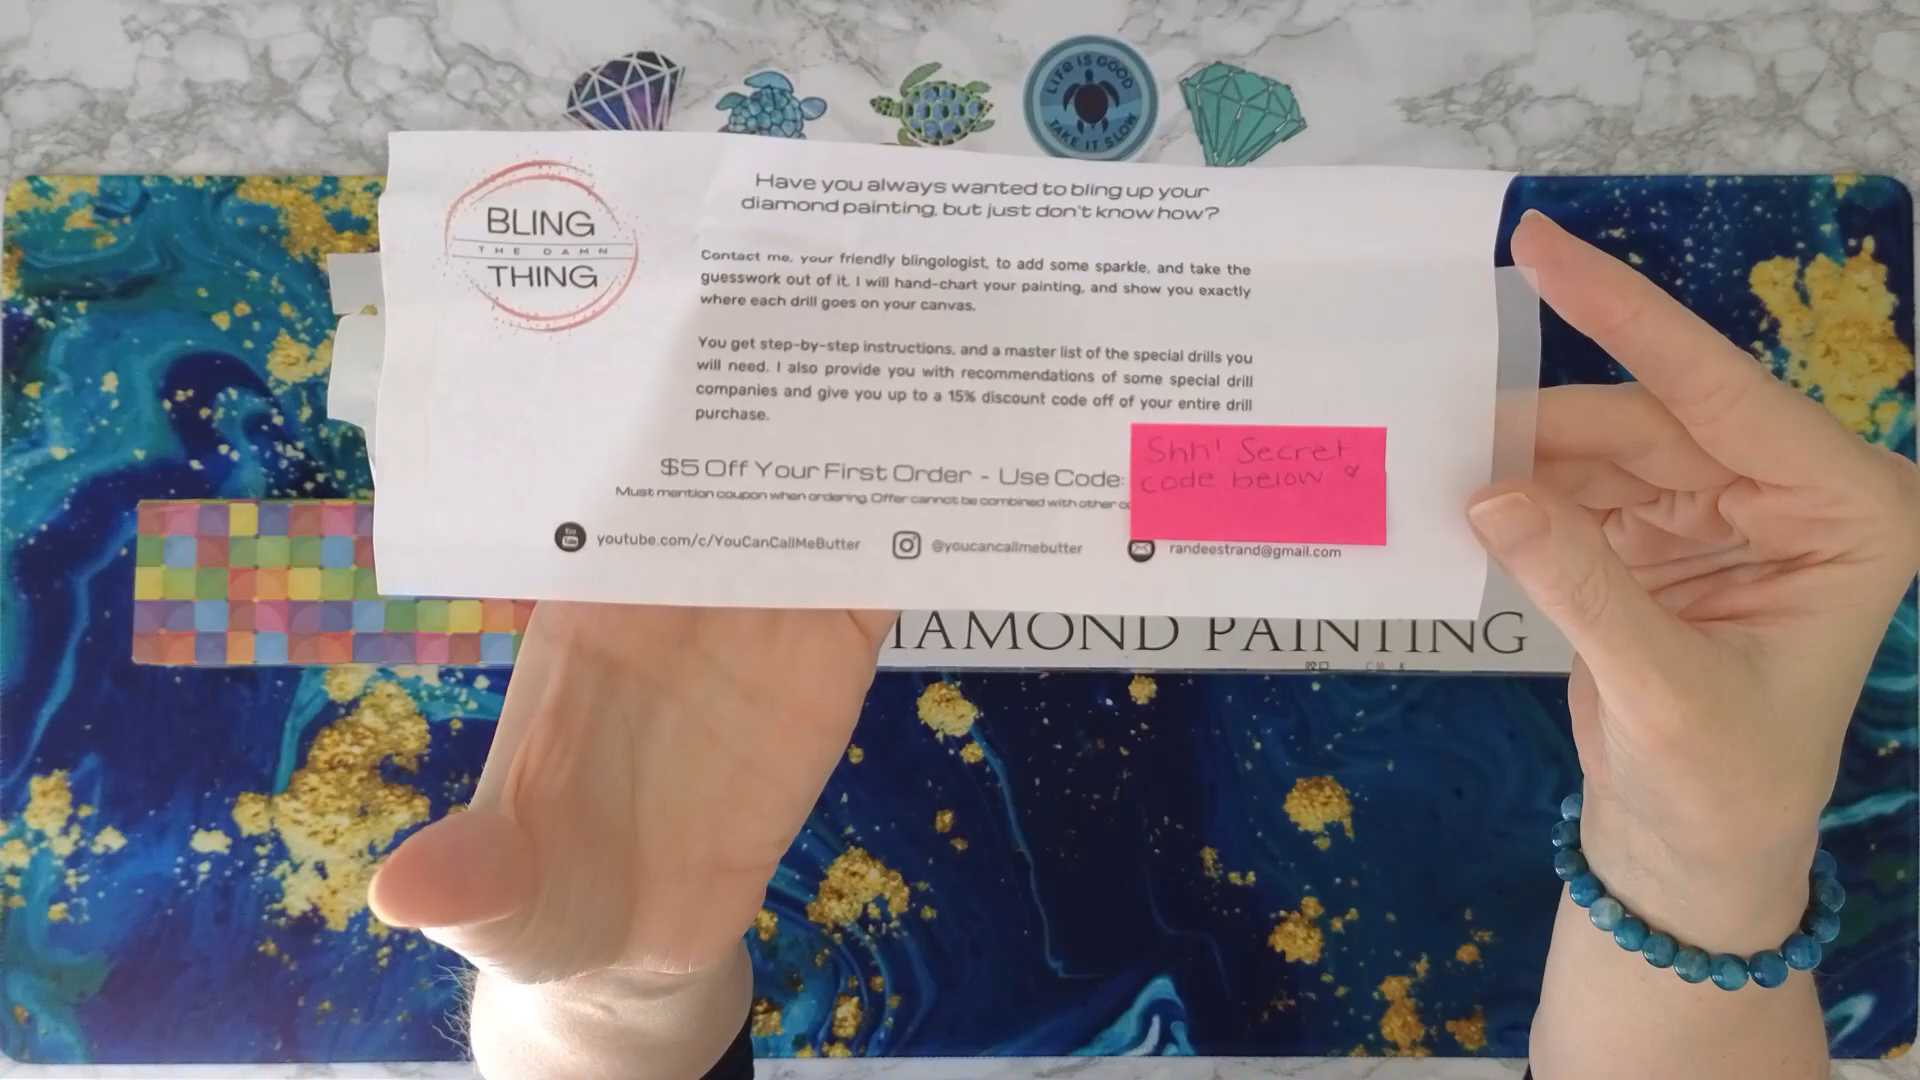 LIFE IS GOOD
TAKE IT SLOW
BLING
THE DAMN
THING
Have you always wanted to bling up your
diamond painting, but just don't know how?
Contact me, your friendly blingologist, to add some sparkle, and take the
guesswork out of it. I will hand-chart your painting, and show you exactly
where each drill goes on your canvas.
You get step-by-step instructions, and a master list of the special drills you
will need. I also provide you with recommendations of some special drill
companies and give you up to a 15% discount code off of your entire drill
purchase.
$5 Off Your First Order - Use Code:
Shh! Secret
code below
Must mention coupon when ordering. Offer cannot be combined with other
You Tube youtube.com/c/YouCanCallMeButter @youcancallmebutter randeestrand@gmail.com
IAMOND PAINTING